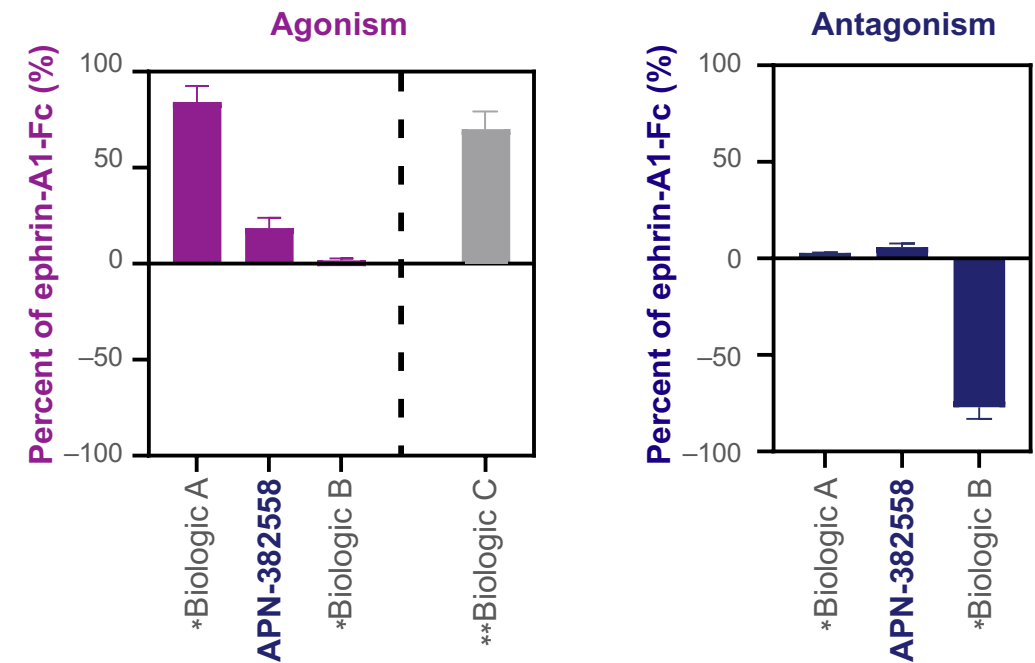 Agonism
Percent of ephrin-A1-Fc (%)
100
50
0
–50
–100
*Biologic A
APN-382558
*Biologic B
**Biologic C
Antagonism
Percent of ephrin-A1-Fc (%)
100
50
0
–50
–100
*Biologic A
APN-382558
*Biologic B